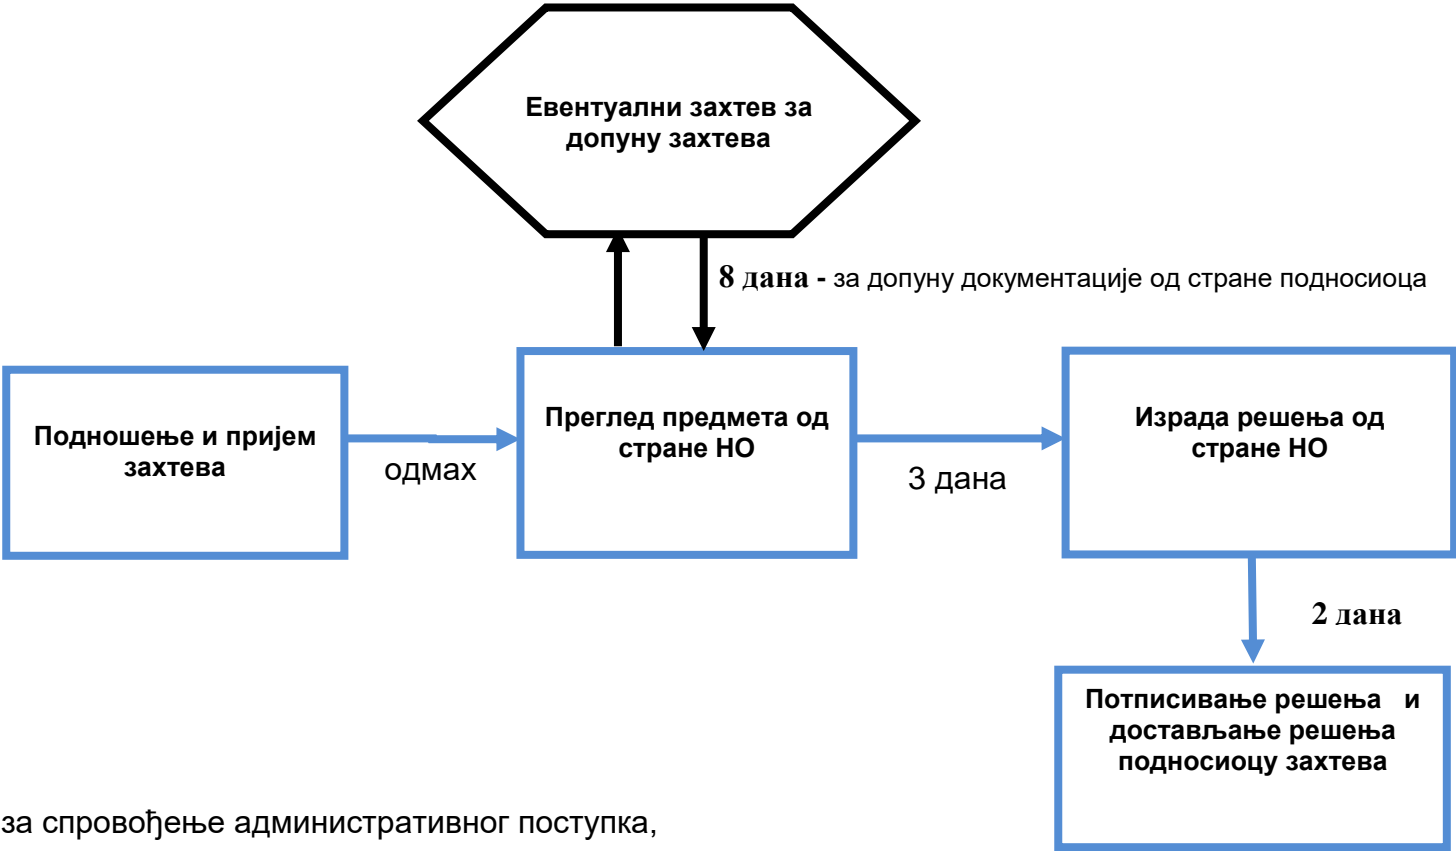 Евентуални захтев за
допуну захтева
8 дана - за допуну документације од стране подносиоца
Подношење и пријем
захтева
одмах
Преглед предмета од
стране НО
3 дана
Израда решења од
стране НО
2 дана
Потписивање решења и
достављање решења
подносиоцу захтева
за спровођење административног поступка,